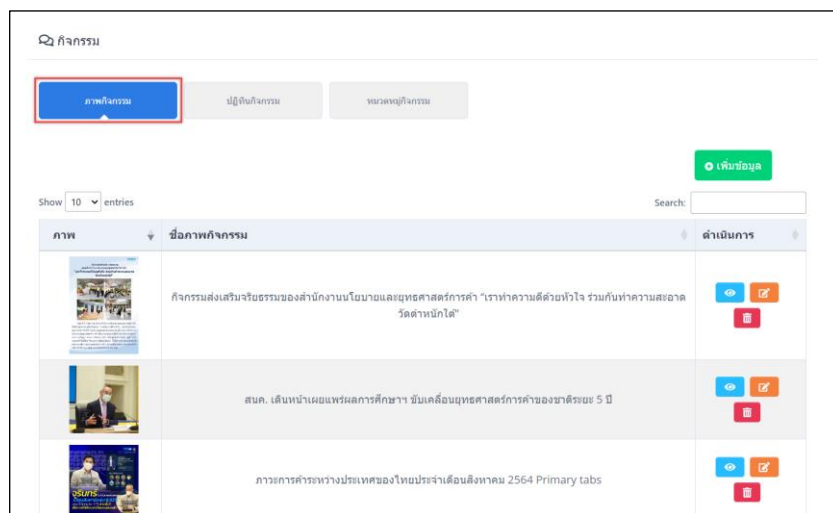 กิจกรรม
ภาพกิจกรรม ปฏิทินกิจกรรม หมวดหมู่กิจกรรม
เพิ่มข้อมูล
Show 10 entries Search:
ภาพ ชื่อภาพกิจกรรม ดำเนินการ
กิจกรรมส่งเสริมจริยธรรมของสำนักงานนโยบายและยุทธศาสตร์การค้า “เราทำความดีด้วยหัวใจ ร่วมกันทำความสะอาด
วัดตำหนักใต้"
สนค. เดินหน้าเผยแพร่ผลการศึกษาฯ ขับเคลื่อนยุทธศาสตร์การค้าของชาติระยะ 5 ปี
จุรินทร์
ภาวะการค้าระหว่างประเทศของไทยประจำเดือนสิงหาคม 2564 Primary tabs